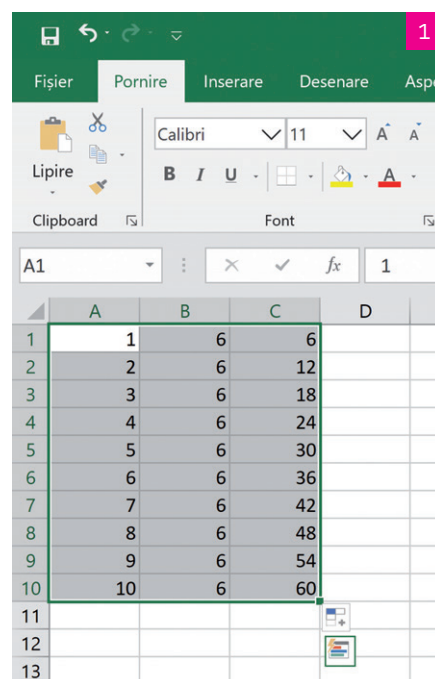 1
Fișier Pornire Inserare Desenare Aspe
Calibri 11 A A
Lipire B I U A
Clipboard Font
A1 fx 1
A B C D
1 1 6 6
2 2 6 12
3 3 6 18
4 4 6 24
5 5 6 30
6 6 6 36
7 7 6 42
8 8 6 48
9 9 6 54
10 10 6 60
11
12
13